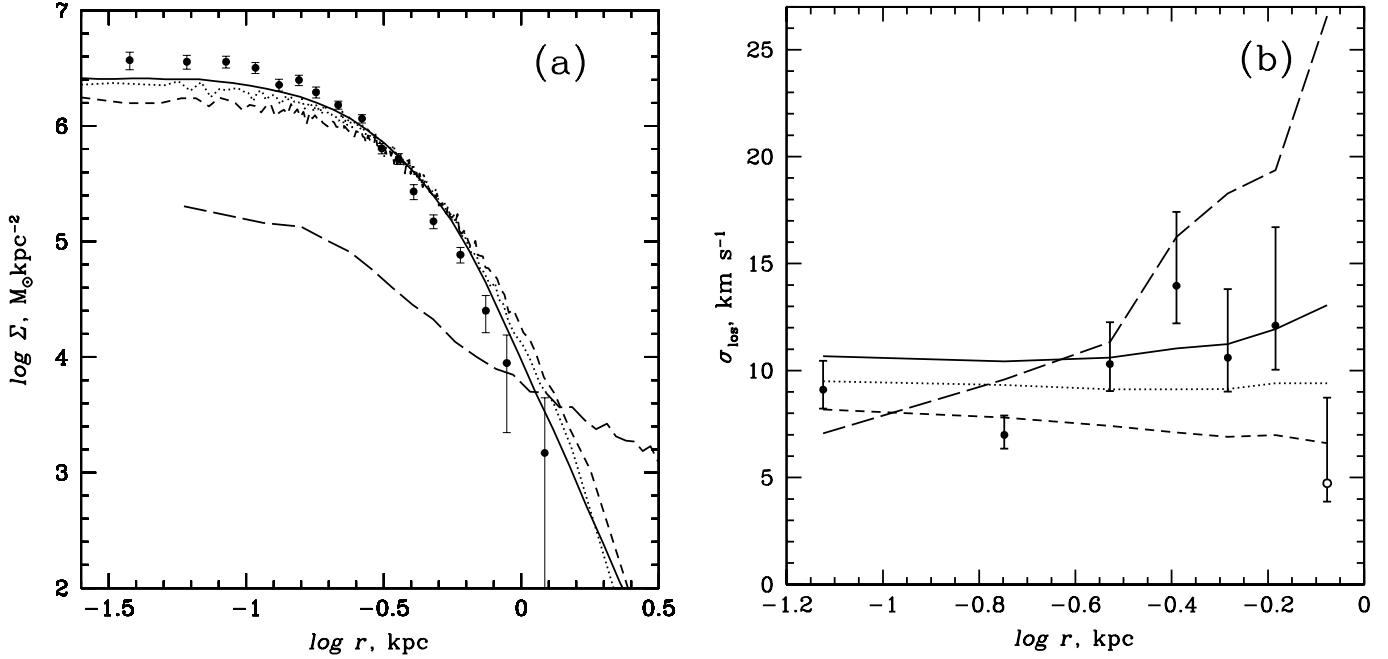 (a)
7
6
5
4
3
2
log Σ, M⊙kpc⁻²
−1.5 −1 −0.5 0 0.5
log r, kpc
(b)
25
20
15
10
5
0
σlos, km s⁻¹
−1.2 −1 −0.8 −0.6 −0.4 −0.2 0
log r, kpc